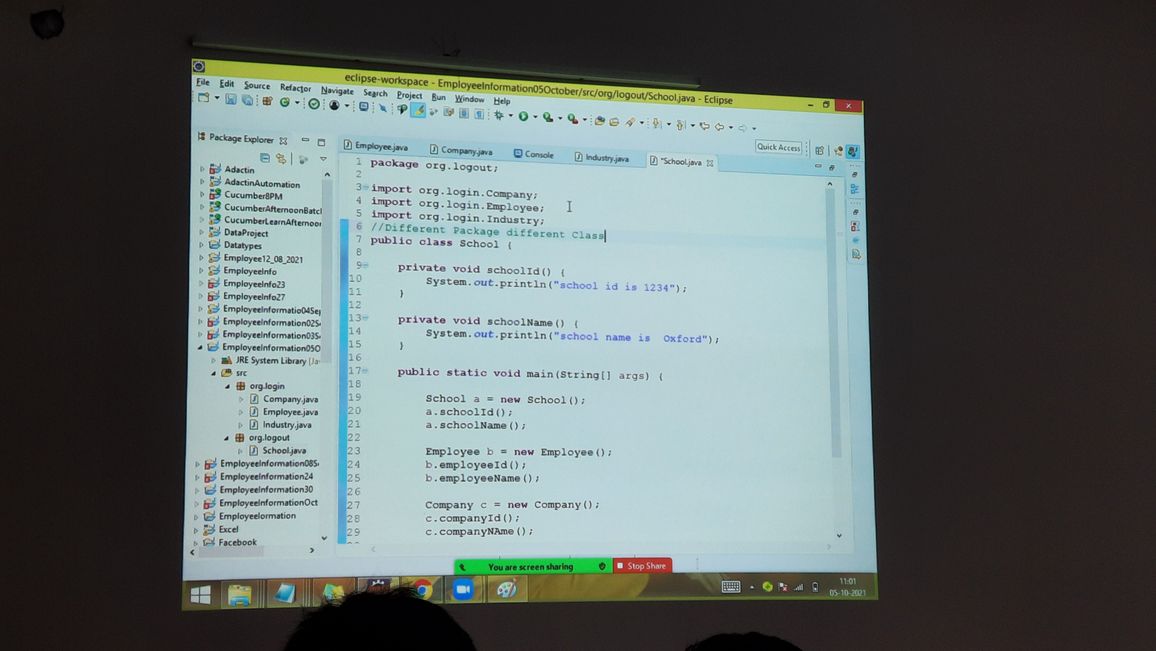 eclipse-workspace - EmployeeInformation05October/src/org/logout/School.java - Eclipse
File Edit Source Refactor Navigate Search Project Run Window Help
Quick Access
Package Explorer
Employee.java Company.java Console Industry.java *School.java
Adactin
AdactinAutomation
Cucumber8PM
CucumberAfternoonBatcl
CucumberLearnAfternoo
DataProject
Datatypes
Employee12_08_2021
EmployeeInfo
EmployeeInfo23
EmployeeInfo27
EmployeeInformatio04Sep
EmployeeInformation02S
EmployeeInformation03S
EmployeeInformation05O
JRE System Library [Ja
src
org.login
Company.java
Employee.java
Industry.java
org.logout
School.java
EmployeeInformation08S
EmployeeInformation24
EmployeeInformation30
EmployeeInformationOct
EmployeeIormation
Excel
Facebook
1 package org.logout;
2
3 import org.login.Company;
4 import org.login.Employee;
5 import org.login.Industry;
6 //Different Package different Class
7 public class School {
8
9 private void schoolId() {
10 System.out.println("school id is 1234");
11 }
12
13 private void schoolName() {
14 System.out.println("school name is  Oxford");
15 }
16
17 public static void main(String[] args) {
18
19 School a = new School();
20 a.schoolId();
21 a.schoolName();
22
23 Employee b = new Employee();
24 b.employeeId();
25 b.employeeName();
26
27 Company c = new Company();
28 c.companyId();
29 c.companyNAme();
You are screen sharing Stop Share
11:01
05-10-2021